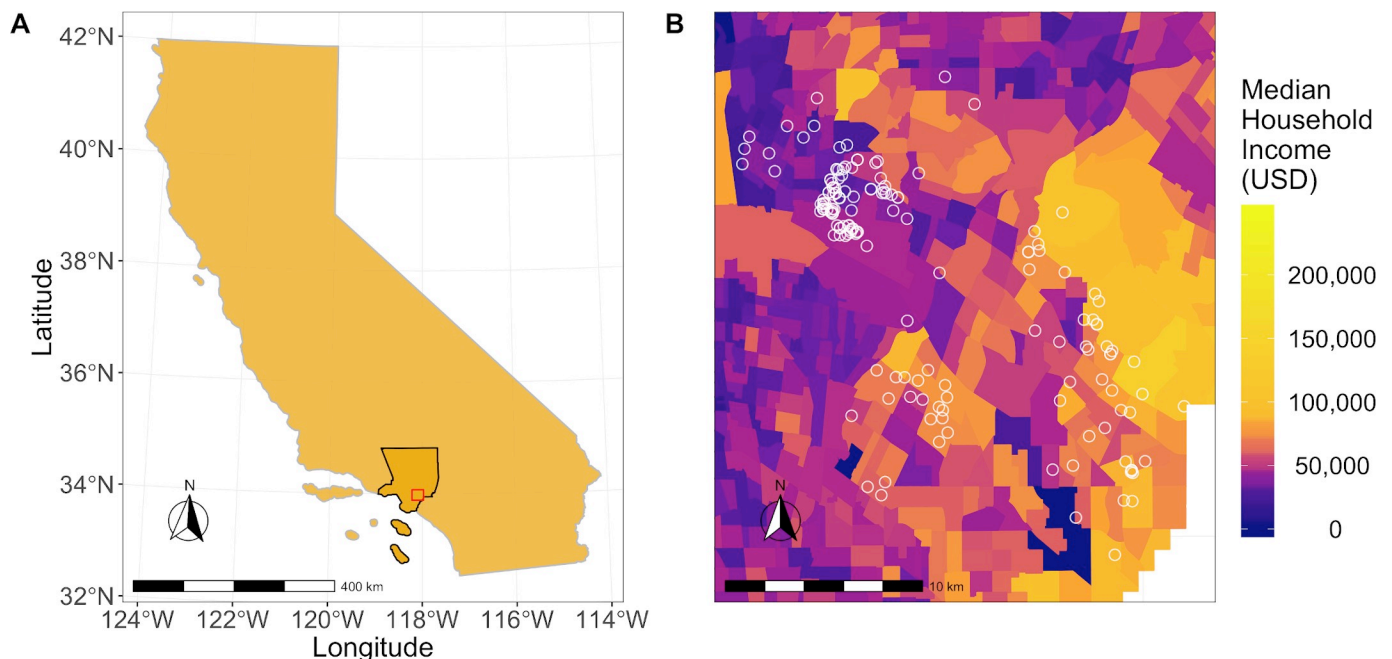 A
42°N
40°N
38°N
36°N
34°N
32°N
Latitude
N
400 km
124°W 122°W 120°W 118°W 116°W 114°W
Longitude
B
N
10 km
Median
Household
Income
(USD)
200,000
150,000
100,000
50,000
0